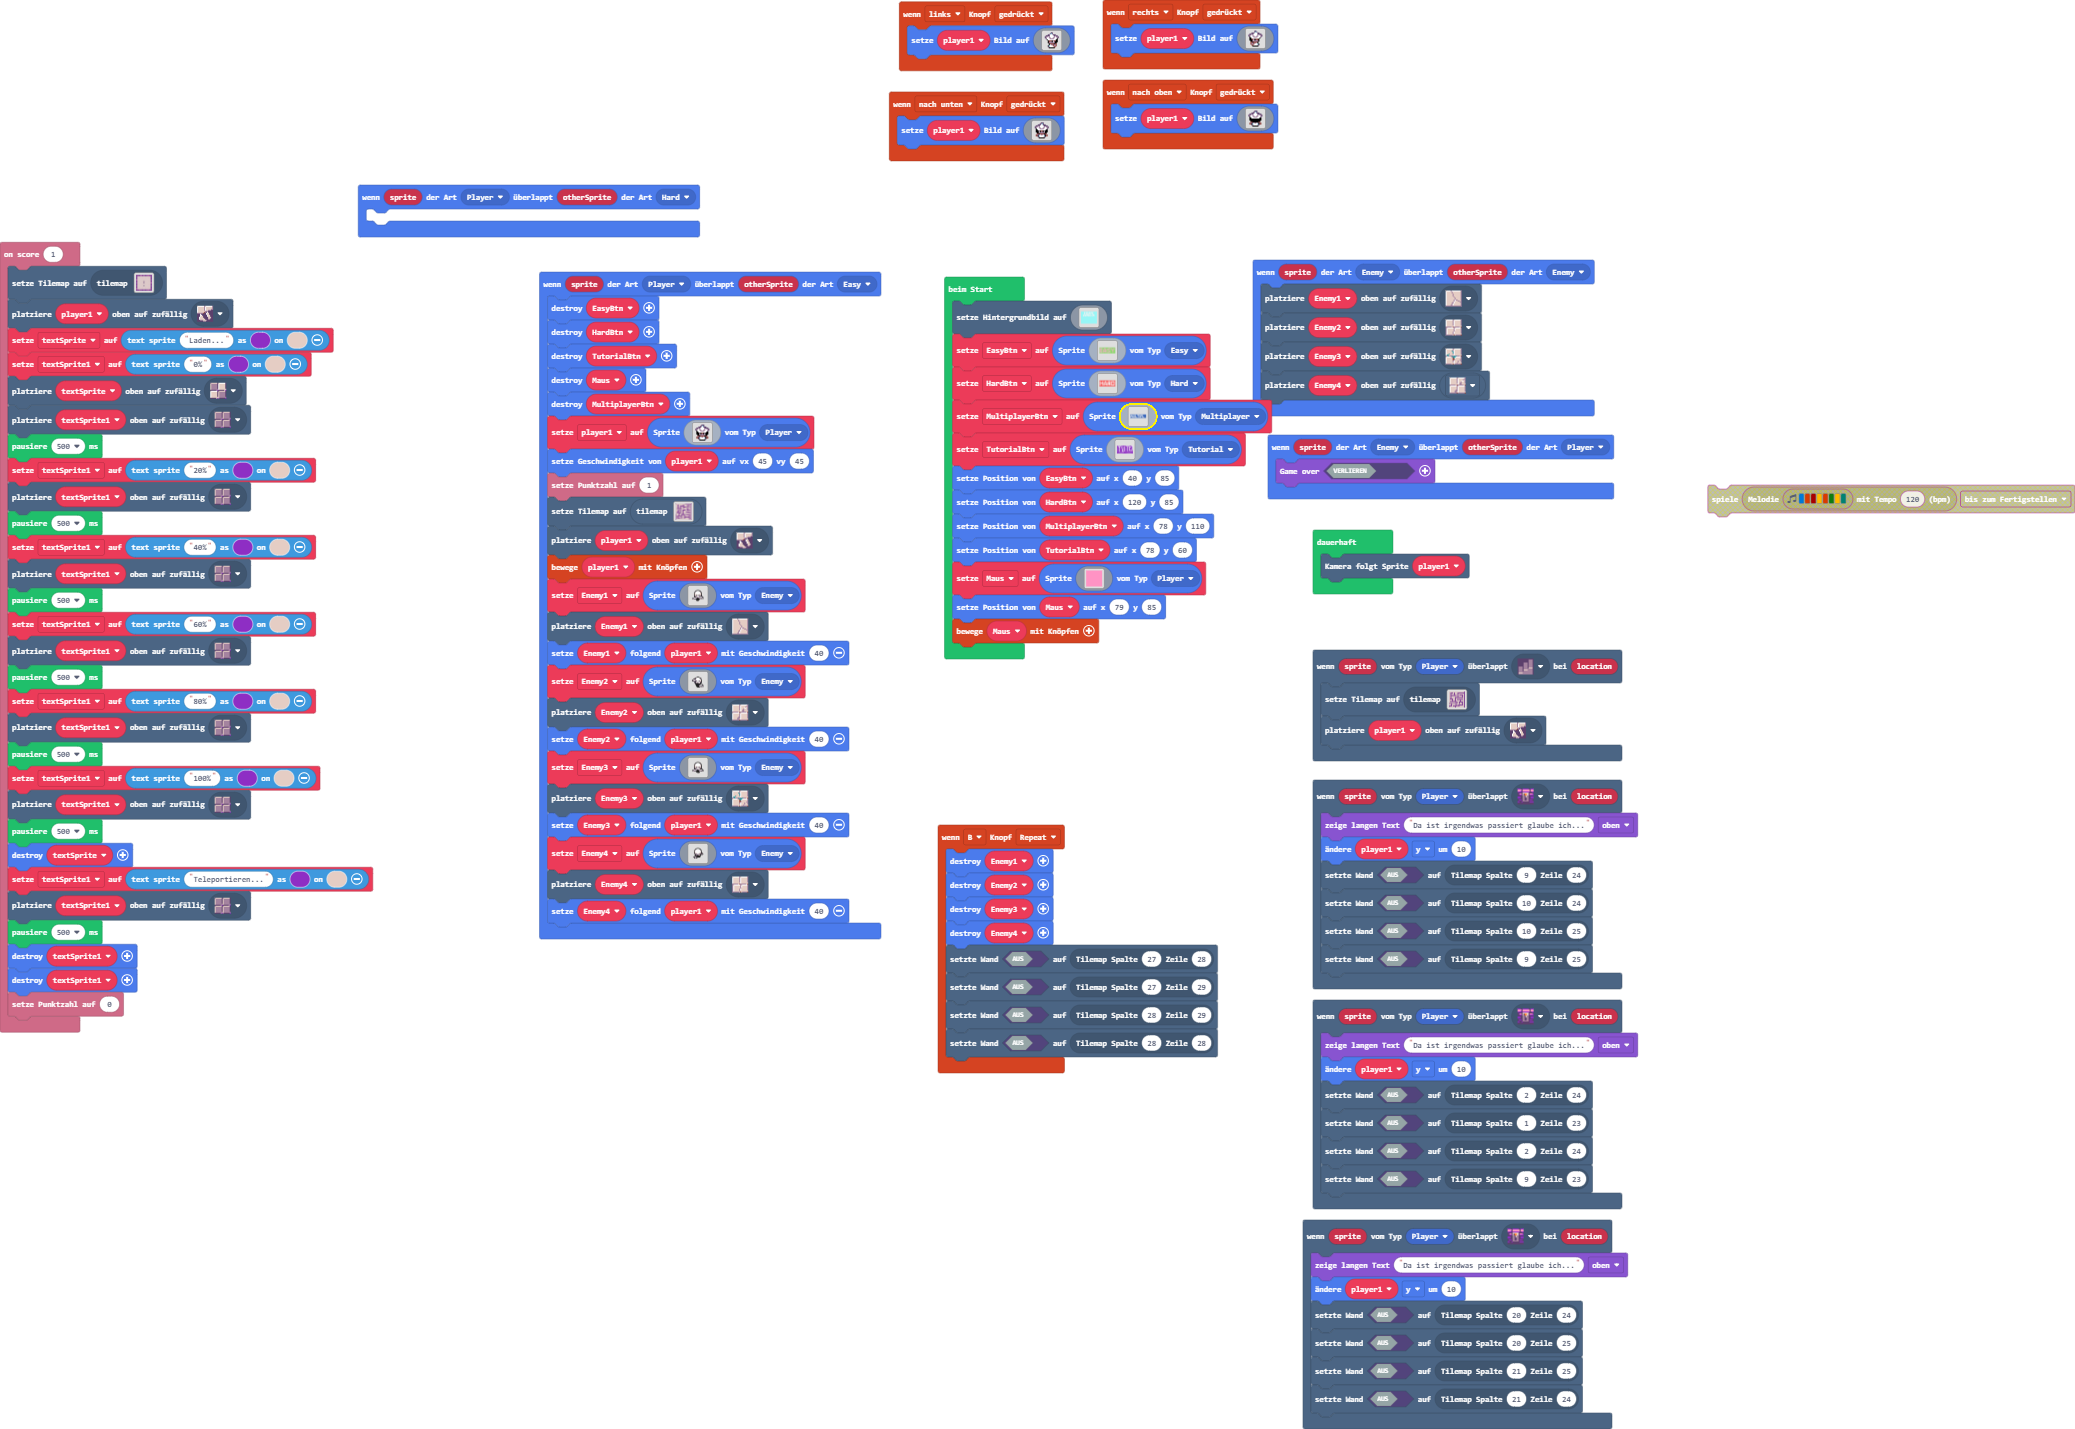 wenn links Knopf gedrückt
setze player1 Bild auf
wenn rechts Knopf gedrückt
setze player1 Bild auf
wenn nach unten Knopf gedrückt
setze player1 Bild auf
wenn nach oben Knopf gedrückt
setze player1 Bild auf
wenn sprite der Art Player überlappt otherSprite der Art Hard
on score 1
setze Tilemap auf tilemap
platziere player1 oben auf zufällig
setze textSprite auf text sprite "Laden..." as on
setze textSprite1 auf text sprite "0%" as on
platziere textSprite oben auf zufällig
platziere textSprite1 oben auf zufällig
pausiere 500 ms
setze textSprite1 auf text sprite "20%" as on
platziere textSprite1 oben auf zufällig
pausiere 500 ms
setze textSprite1 auf text sprite "40%" as on
platziere textSprite1 oben auf zufällig
pausiere 500 ms
setze textSprite1 auf text sprite "60%" as on
platziere textSprite1 oben auf zufällig
pausiere 500 ms
setze textSprite1 auf text sprite "80%" as on
platziere textSprite1 oben auf zufällig
pausiere 500 ms
setze textSprite1 auf text sprite "100%" as on
platziere textSprite1 oben auf zufällig
pausiere 500 ms
destroy textSprite
setze textSprite1 auf text sprite "Teleportieren..." as on
platziere textSprite1 oben auf zufällig
pausiere 500 ms
destroy textSprite1
destroy textSprite1
setze Punktzahl auf 0
wenn sprite der Art Player überlappt otherSprite der Art Easy
destroy EasyBtn
destroy HardBtn
destroy TutorialBtn
destroy Maus
destroy MultiplayerBtn
setze player1 auf Sprite vom Typ Player
setze Geschwindigkeit von player1 auf vx 45 vy 45
setze Punktzahl auf 1
setze Tilemap auf tilemap
platziere player1 oben auf zufällig
bewege player1 mit Knöpfen
setze Enemy1 auf Sprite vom Typ Enemy
platziere Enemy1 oben auf zufällig
setze Enemy1 folgend player1 mit Geschwindigkeit 40
setze Enemy2 auf Sprite vom Typ Enemy
platziere Enemy2 oben auf zufällig
setze Enemy2 folgend player1 mit Geschwindigkeit 40
setze Enemy3 auf Sprite vom Typ Enemy
platziere Enemy3 oben auf zufällig
setze Enemy3 folgend player1 mit Geschwindigkeit 40
setze Enemy4 auf Sprite vom Typ Enemy
platziere Enemy4 oben auf zufällig
setze Enemy4 folgend player1 mit Geschwindigkeit 40
beim Start
setze Hintergrundbild auf
setze EasyBtn auf Sprite vom Typ Easy
setze HardBtn auf Sprite vom Typ Hard
setze MultiplayerBtn auf Sprite vom Typ Multiplayer
setze TutorialBtn auf Sprite vom Typ Tutorial
setze Position von EasyBtn auf x 40 y 85
setze Position von HardBtn auf x 120 y 85
setze Position von MultiplayerBtn auf x 78 y 110
setze Position von TutorialBtn auf x 78 y 60
setze Maus auf Sprite vom Typ Player
setze Position von Maus auf x 79 y 85
bewege Maus mit Knöpfen
wenn B Knopf Repeat
destroy Enemy1
destroy Enemy2
destroy Enemy3
destroy Enemy4
setzte Wand AUS auf Tilemap Spalte 27 Zeile 28
setzte Wand AUS auf Tilemap Spalte 27 Zeile 29
setzte Wand AUS auf Tilemap Spalte 28 Zeile 29
setzte Wand AUS auf Tilemap Spalte 28 Zeile 28
wenn sprite der Art Enemy überlappt otherSprite der Art Enemy
platziere Enemy1 oben auf zufällig
platziere Enemy2 oben auf zufällig
platziere Enemy3 oben auf zufällig
platziere Enemy4 oben auf zufällig
wenn sprite der Art Enemy überlappt otherSprite der Art Player
Game over VERLIEREN
spiele Melodie mit Tempo 120 (bpm) bis zum Fertigstellen
dauerhaft
Kamera folgt Sprite player1
wenn sprite vom Typ Player überlappt bei location
setze Tilemap auf tilemap
platziere player1 oben auf zufällig
wenn sprite vom Typ Player überlappt bei location
zeige langen Text "Da ist irgendwas passiert glaube ich..." oben
ändere player1 y um 10
setzte Wand AUS auf Tilemap Spalte 9 Zeile 24
setzte Wand AUS auf Tilemap Spalte 10 Zeile 24
setzte Wand AUS auf Tilemap Spalte 10 Zeile 25
setzte Wand AUS auf Tilemap Spalte 9 Zeile 25
wenn sprite vom Typ Player überlappt bei location
zeige langen Text "Da ist irgendwas passiert glaube ich..." oben
ändere player1 y um 10
setzte Wand AUS auf Tilemap Spalte 2 Zeile 24
setzte Wand AUS auf Tilemap Spalte 1 Zeile 23
setzte Wand AUS auf Tilemap Spalte 2 Zeile 24
setzte Wand AUS auf Tilemap Spalte 9 Zeile 23
wenn sprite vom Typ Player überlappt bei location
zeige langen Text "Da ist irgendwas passiert glaube ich..." oben
ändere player1 y um 10
setzte Wand AUS auf Tilemap Spalte 20 Zeile 24
setzte Wand AUS auf Tilemap Spalte 20 Zeile 25
setzte Wand AUS auf Tilemap Spalte 21 Zeile 25
setzte Wand AUS auf Tilemap Spalte 21 Zeile 24